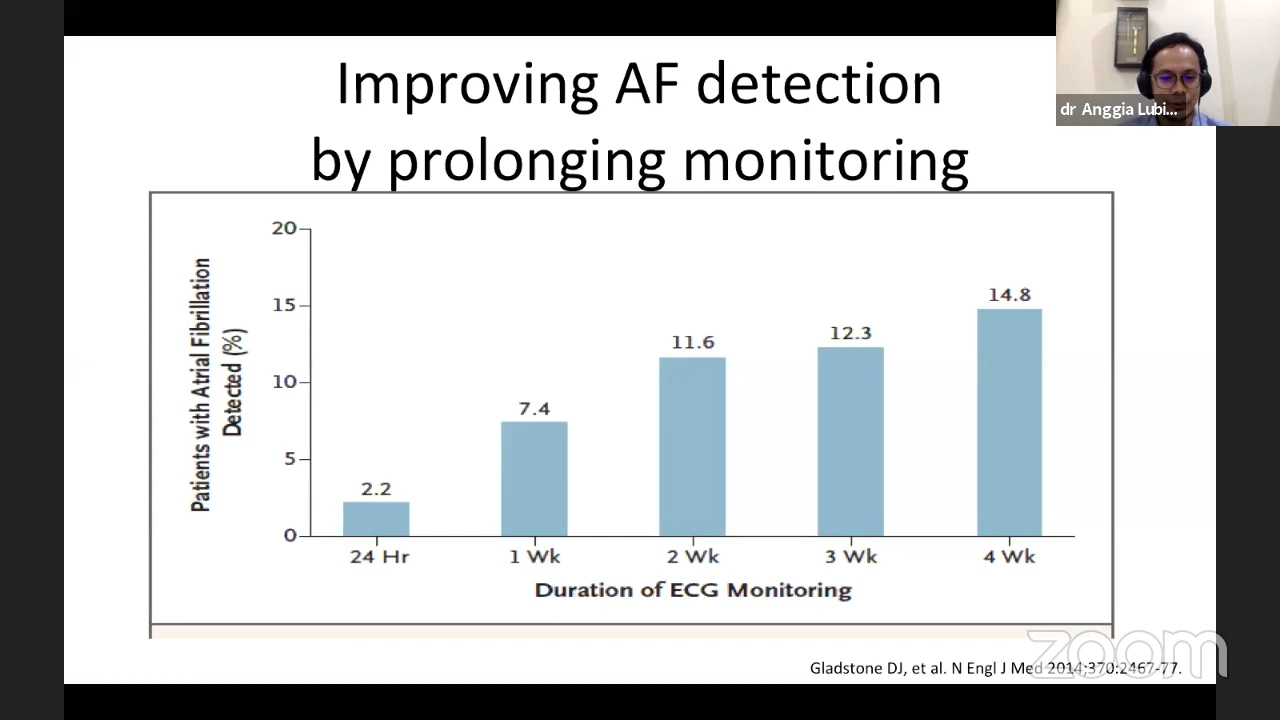 Improving AF detection
by prolonging monitoring
dr Anggia Lubi...
Patients with Atrial Fibrillation
Detected (%)
20
15
10
5
0
2.2
7.4
11.6
12.3
14.8
24 Hr
1 Wk
2 Wk
3 Wk
4 Wk
Duration of ECG Monitoring
zoom
Gladstone DJ, et al. N Engl J Med 2014;370:2467-77.